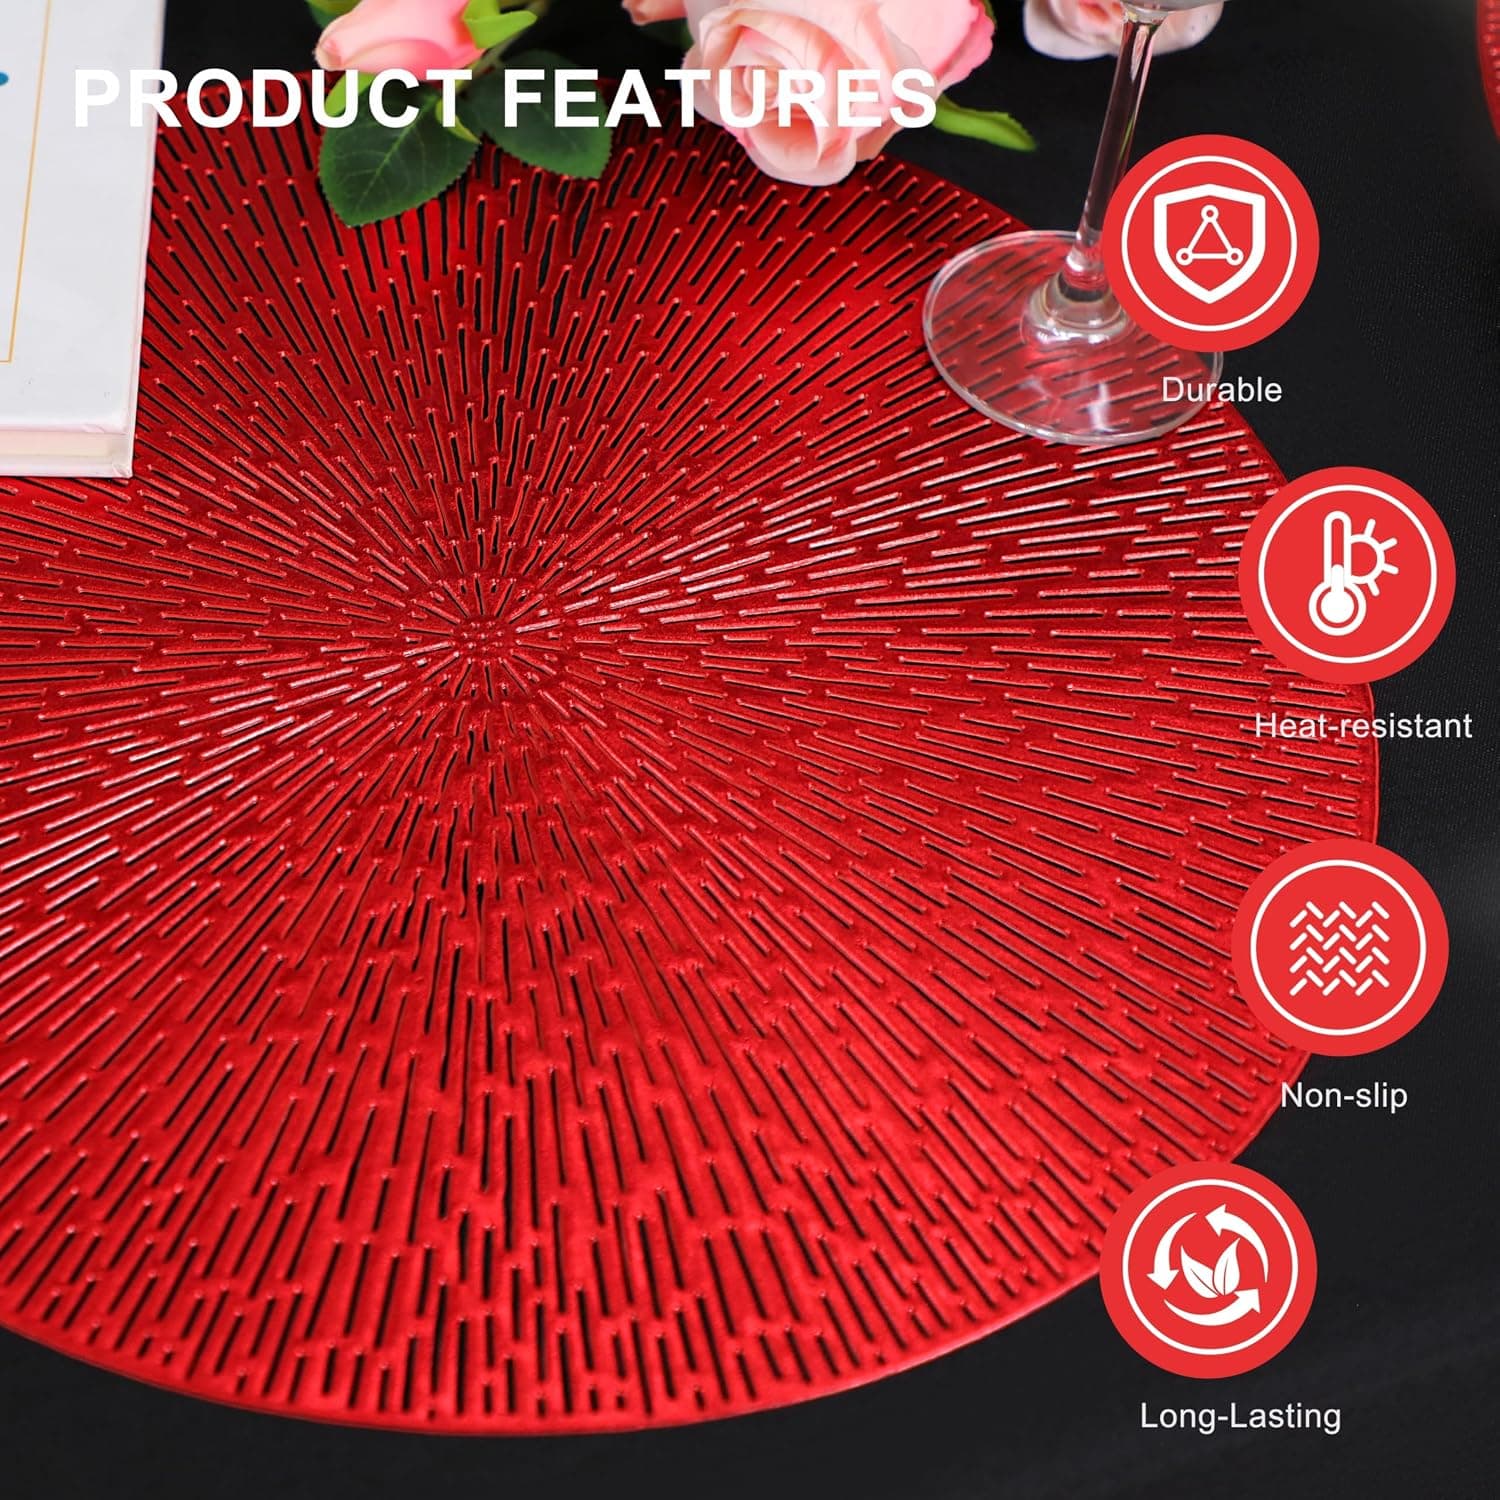 PRODUCT FEATURES
Durable
Heat-resistant
Non-slip
Long-Lasting